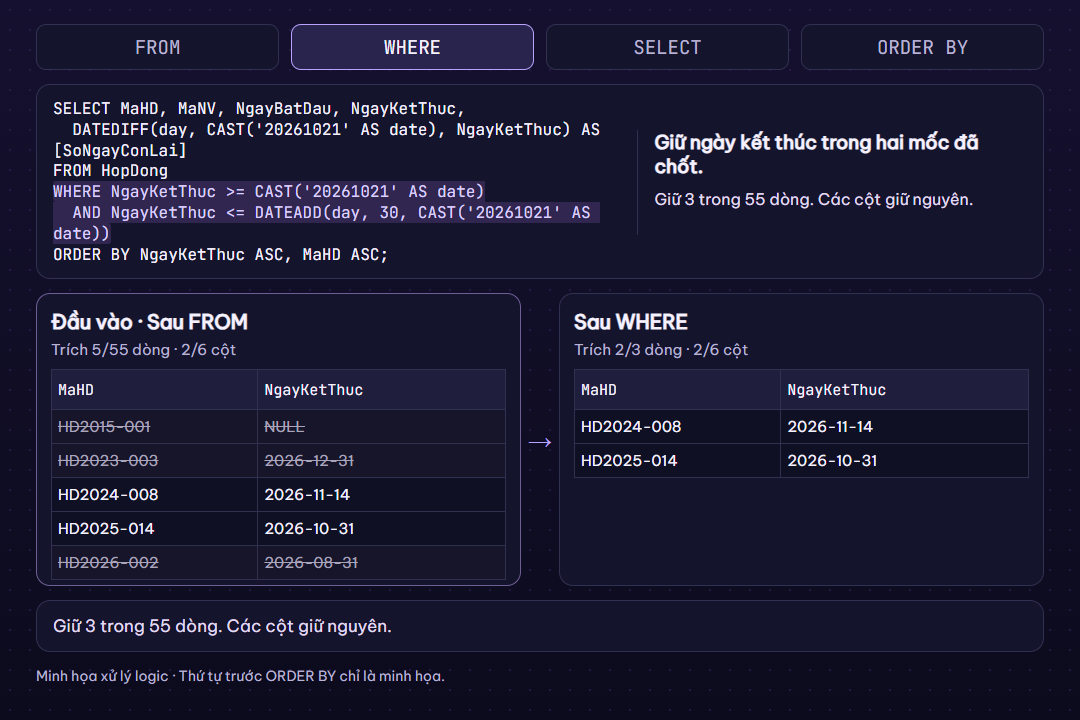 FROM
WHERE
SELECT
ORDER BY
SELECT MaHD, MaNV, NgayBatDau, NgayKetThuc,
DATEDIFF(day, CAST('20261021' AS date), NgayKetThuc) AS
[SoNgayConLai]
FROM HopDong
WHERE NgayKetThuc >= CAST('20261021' AS date)
AND NgayKetThuc <= DATEADD(day, 30, CAST('20261021' AS
date))
ORDER BY NgayKetThuc ASC, MaHD ASC;
Giữ ngày kết thúc trong hai mốc đã
chốt.
Giữ 3 trong 55 dòng. Các cột giữ nguyên.
Đầu vào · Sau FROM
Trích 5/55 dòng · 2/6 cột
MaHD NgayKetThuc
HD2015-001 NULL
HD2023-003 2026-12-31
HD2024-008 2026-11-14
HD2025-014 2026-10-31
HD2026-002 2026-08-31
→
Sau WHERE
Trích 2/3 dòng · 2/6 cột
MaHD NgayKetThuc
HD2024-008 2026-11-14
HD2025-014 2026-10-31
Giữ 3 trong 55 dòng. Các cột giữ nguyên.
Minh họa xử lý logic · Thứ tự trước ORDER BY chỉ là minh họa.